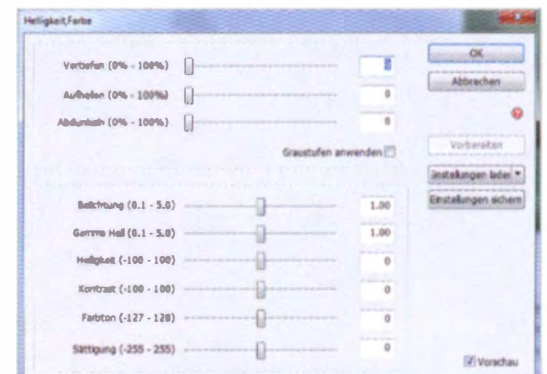 Helligkeit,Farbe
Vertiefen (0% - 100%) 0
OK
Aufhellen (0% - 100%) 0
Abbrechen
Abdunkeln (0% - 100%) 0
Graustufen anwenden
Vorbereiten
Einstellungen laden
Belichtung (0.1 - 5.0) 1.00
Einstellungen sichern
Gamma Hell (0.1 - 5.0) 1.00
Helligkeit (-100 - 100) 0
Kontrast (-100 - 100) 0
Farbton (-127 - 128) 0
Sättigung (-255 - 255) 0
Vorschau